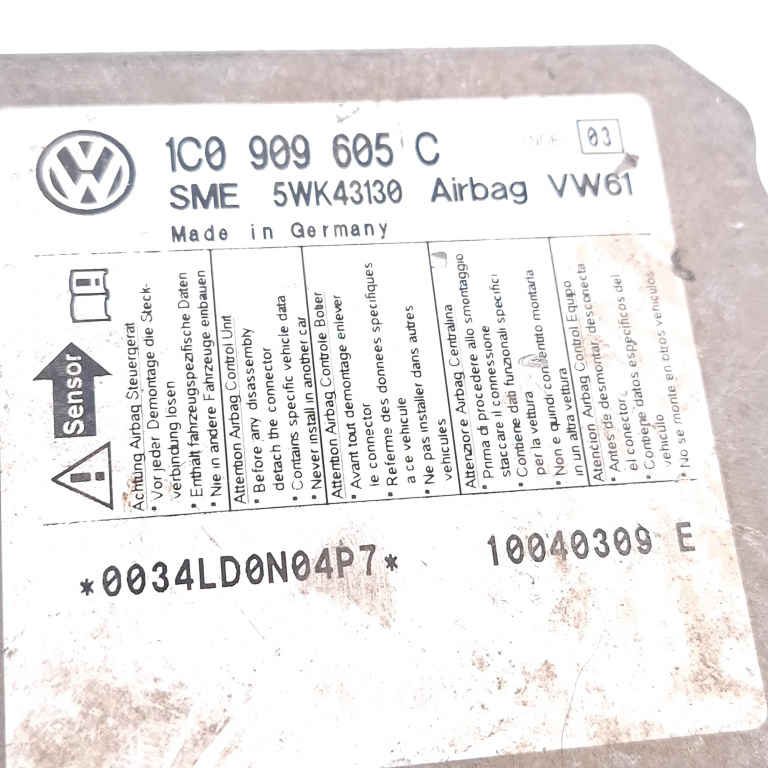 1C0 909 605 C
03
SME 5WK43130 Airbag VW61
Made in Germany
Sensor
Achtung Airbag Steuergerät
• Vor jeder Demontage die Steck-
verbindung lösen
• Enthält fahrzeugspezifische Daten
• Nie in andere Fahrzeuge einbauen
Attention Airbag Control Unit
• Before any disassembly
detach the connector
• Contains specific vehicle data
• Never install in another car
Attention Airbag Controle Boîtier
• Avant tout demontage enlever
le connector
• Referme des donnees specifiques
a ce vehicule
• Ne pas installer dans autres
vehicules
Attenzione Airbag Centralina
• Prima di procedere allo smontaggio
staccare il connessione
• Contiene dati funzionali specifici
per la vettura
• Non e quindi consentito montarla
in un altra vettura
Atencion Airbag Control Equipo
• Antes de desmontar, desconecta
el conector
• Contiene datos especificos del
vehiculo
• No se monte en otros vehiculos
*0034LD0N04P7* 10040309 E